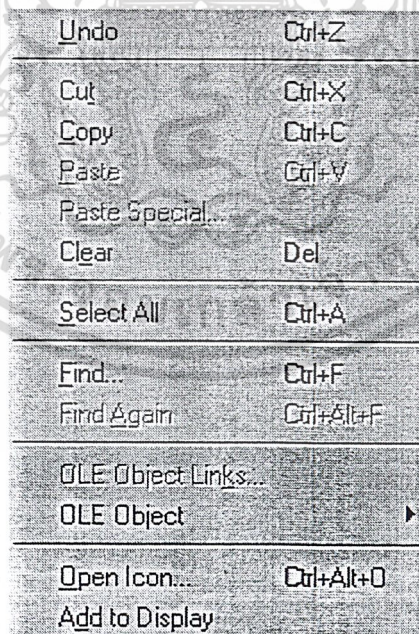 Undo Ctrl+Z
Cut Ctrl+X
Copy Ctrl+C
Paste Ctrl+V
Paste Special...
Clear Del
Select All Ctrl+A
Find... Ctrl+F
Find Again Ctrl+Alt+F
OLE Object Links...
OLE Object
Open Icon... Ctrl+Alt+O
Add to Display